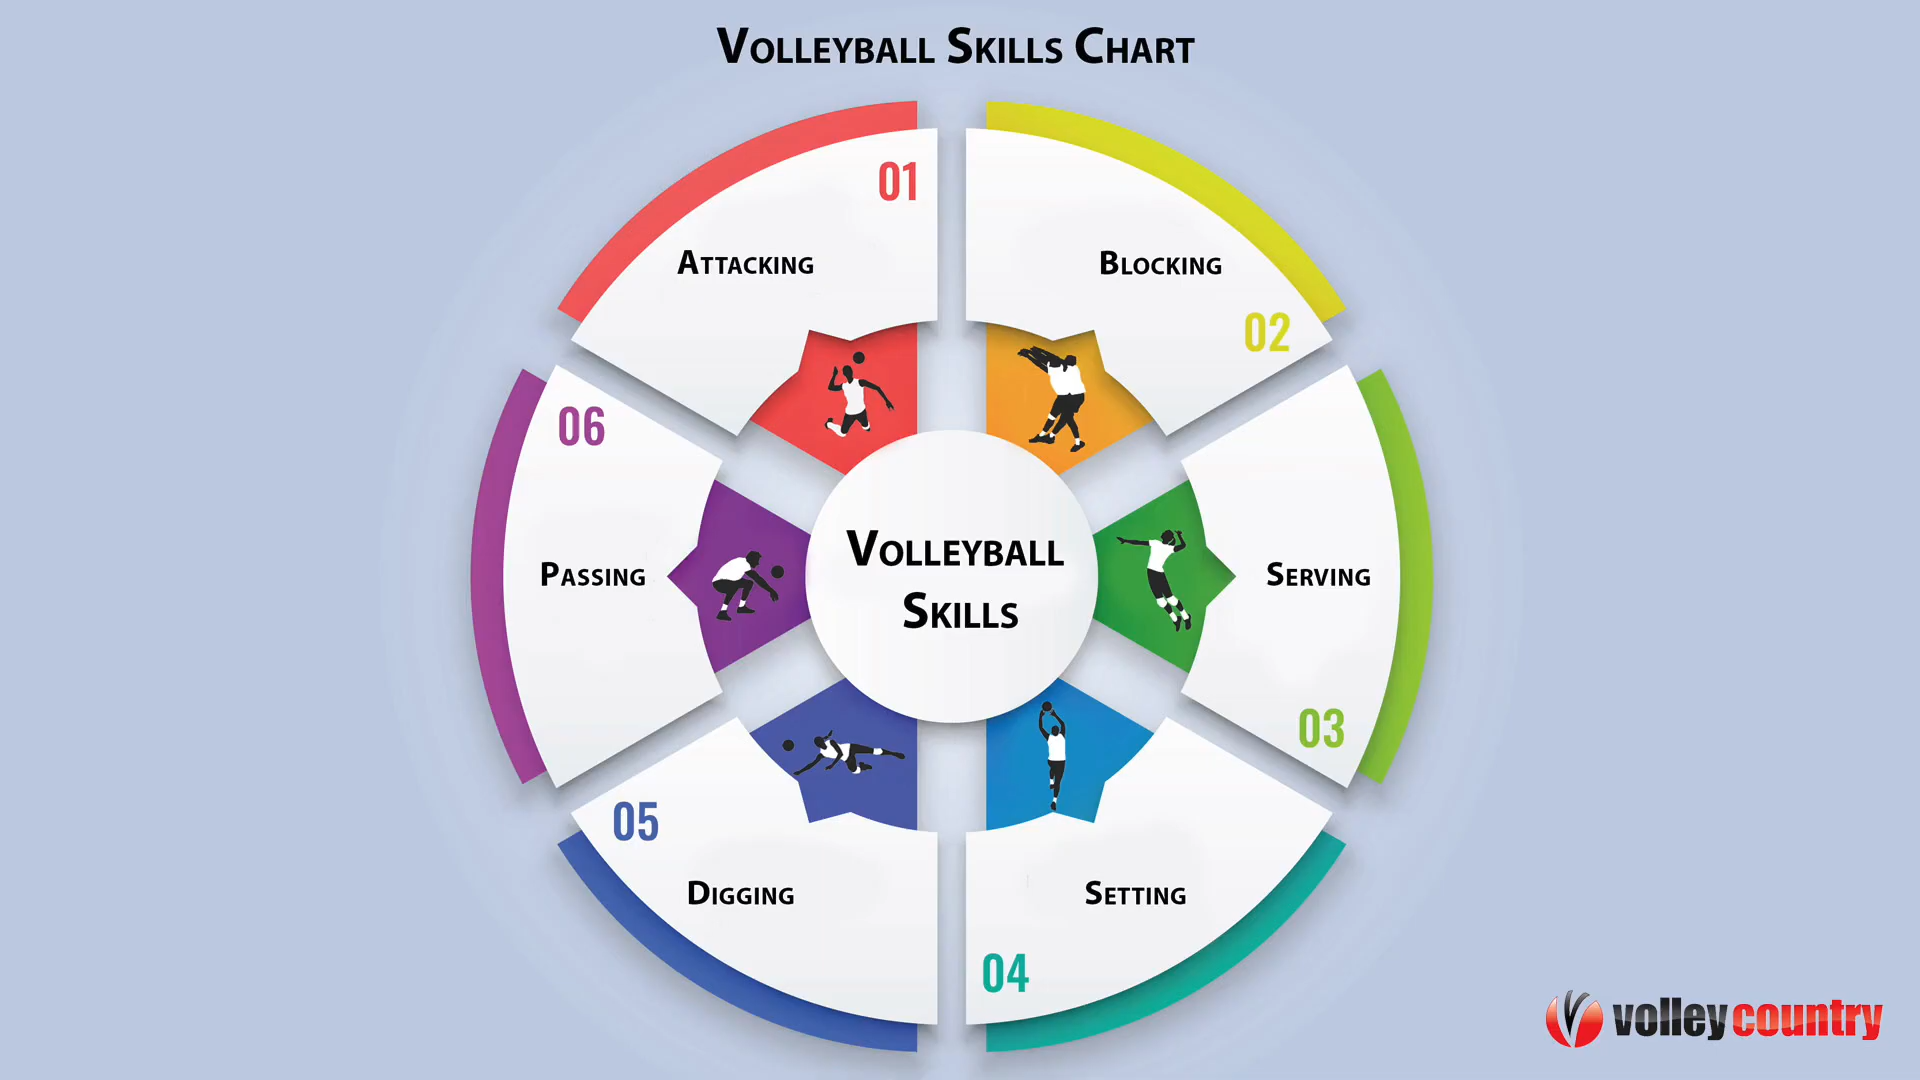 Volleyball Skills Chart
01
Attacking
Blocking
02
Serving
03
Setting
04
05
Digging
06
Passing
Volleyball
Skills
volleycountry